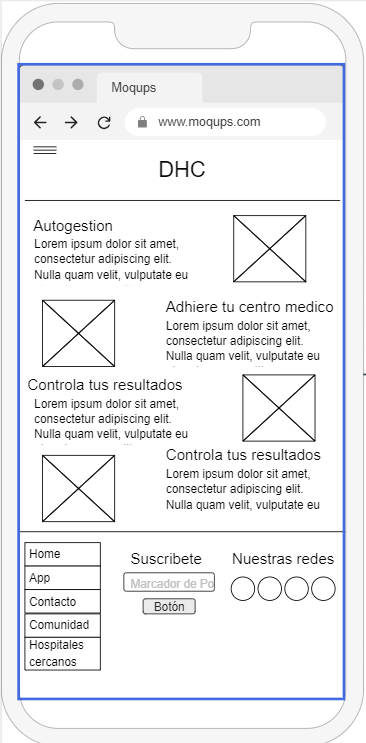 Moqups
www.moqups.com
DHC
Autogestion
Lorem ipsum dolor sit amet,
consectetur adipiscing elit.
Nulla quam velit, vulputate eu
Adhiere tu centro medico
Lorem ipsum dolor sit amet,
consectetur adipiscing elit.
Nulla quam velit, vulputate eu
Controla tus resultados
Lorem ipsum dolor sit amet,
consectetur adipiscing elit.
Nulla quam velit, vulputate eu
Controla tus resultados
Lorem ipsum dolor sit amet,
consectetur adipiscing elit.
Nulla quam velit, vulputate eu
Home
App
Contacto
Comunidad
Hospitales
cercanos
Suscribete
Marcador de Po
Botón
Nuestras redes